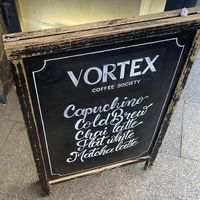 VORTEX
COFFEE SOCIETY
Capuchino
Cold Brew
Chai latte
Flat white
Matcha latte